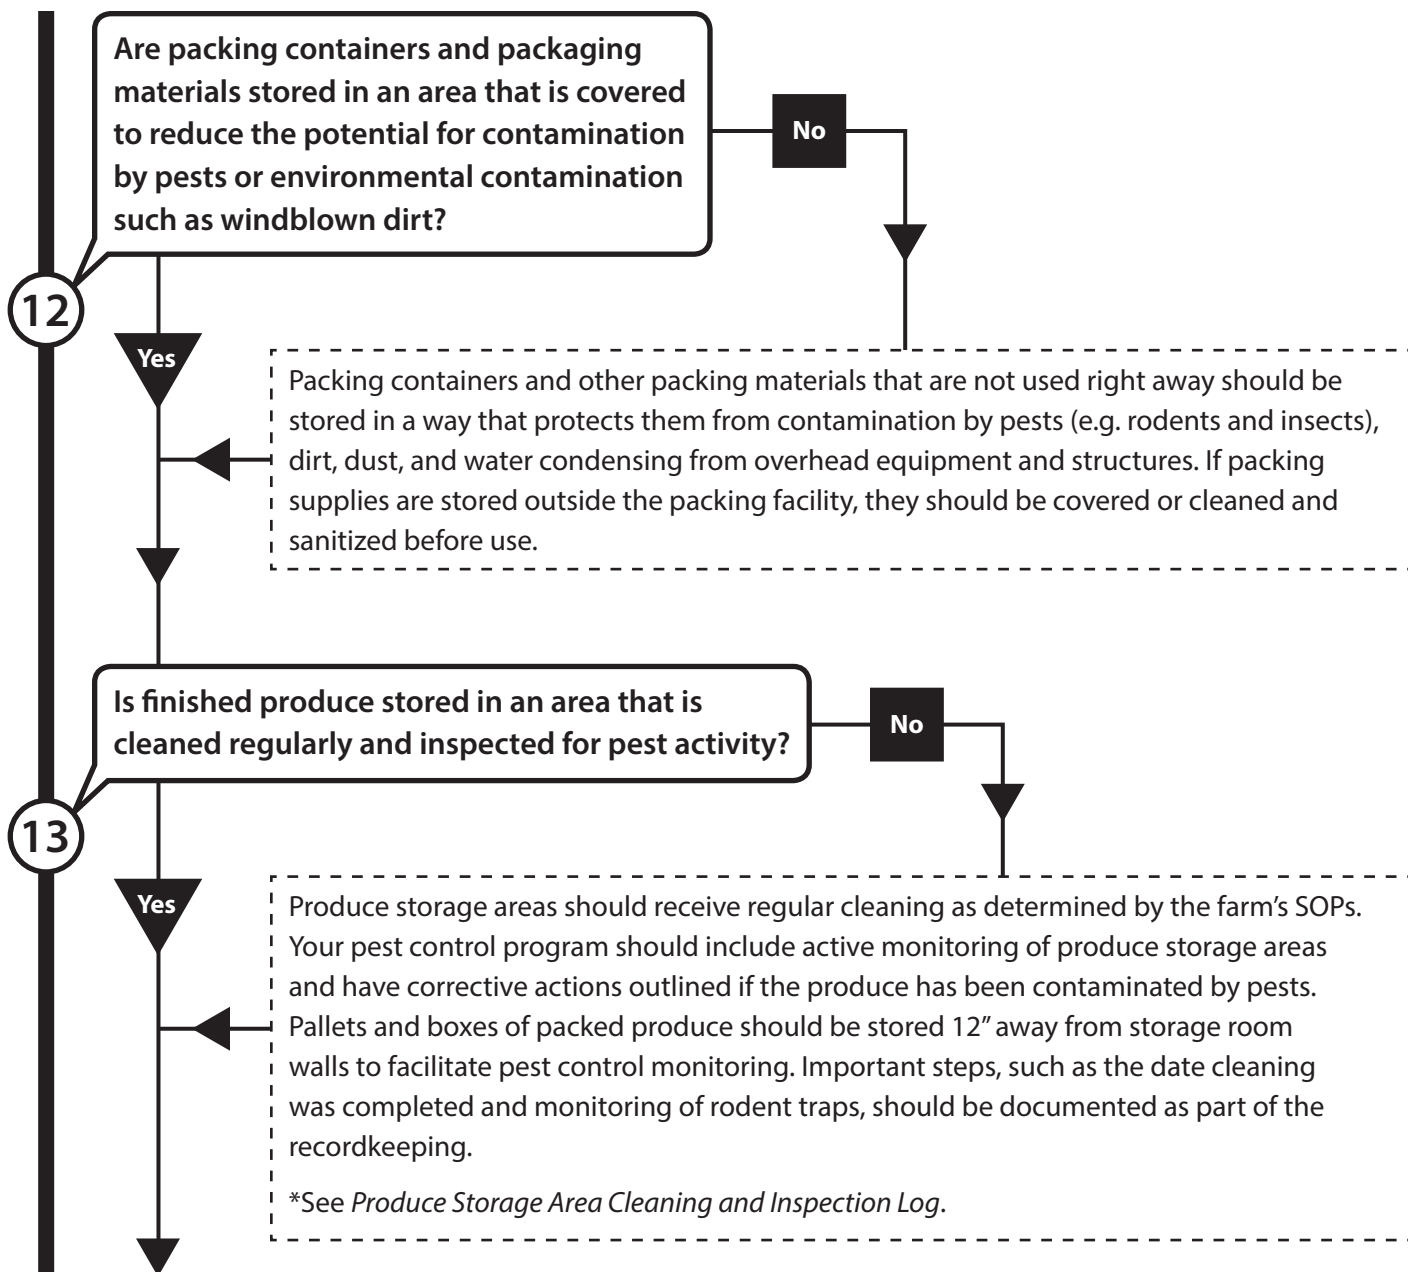 Are packing containers and packaging
materials stored in an area that is covered
to reduce the potential for contamination
by pests or environmental contamination
such as windblown dirt?
No
12
Yes
Packing containers and other packing materials that are not used right away should be
stored in a way that protects them from contamination by pests (e.g. rodents and insects),
dirt, dust, and water condensing from overhead equipment and structures. If packing
supplies are stored outside the packing facility, they should be covered or cleaned and
sanitized before use.
Is finished produce stored in an area that is
cleaned regularly and inspected for pest activity?
No
13
Yes
Produce storage areas should receive regular cleaning as determined by the farm’s SOPs.
Your pest control program should include active monitoring of produce storage areas
and have corrective actions outlined if the produce has been contaminated by pests.
Pallets and boxes of packed produce should be stored 12” away from storage room
walls to facilitate pest control monitoring. Important steps, such as the date cleaning
was completed and monitoring of rodent traps, should be documented as part of the
recordkeeping.
*See Produce Storage Area Cleaning and Inspection Log.